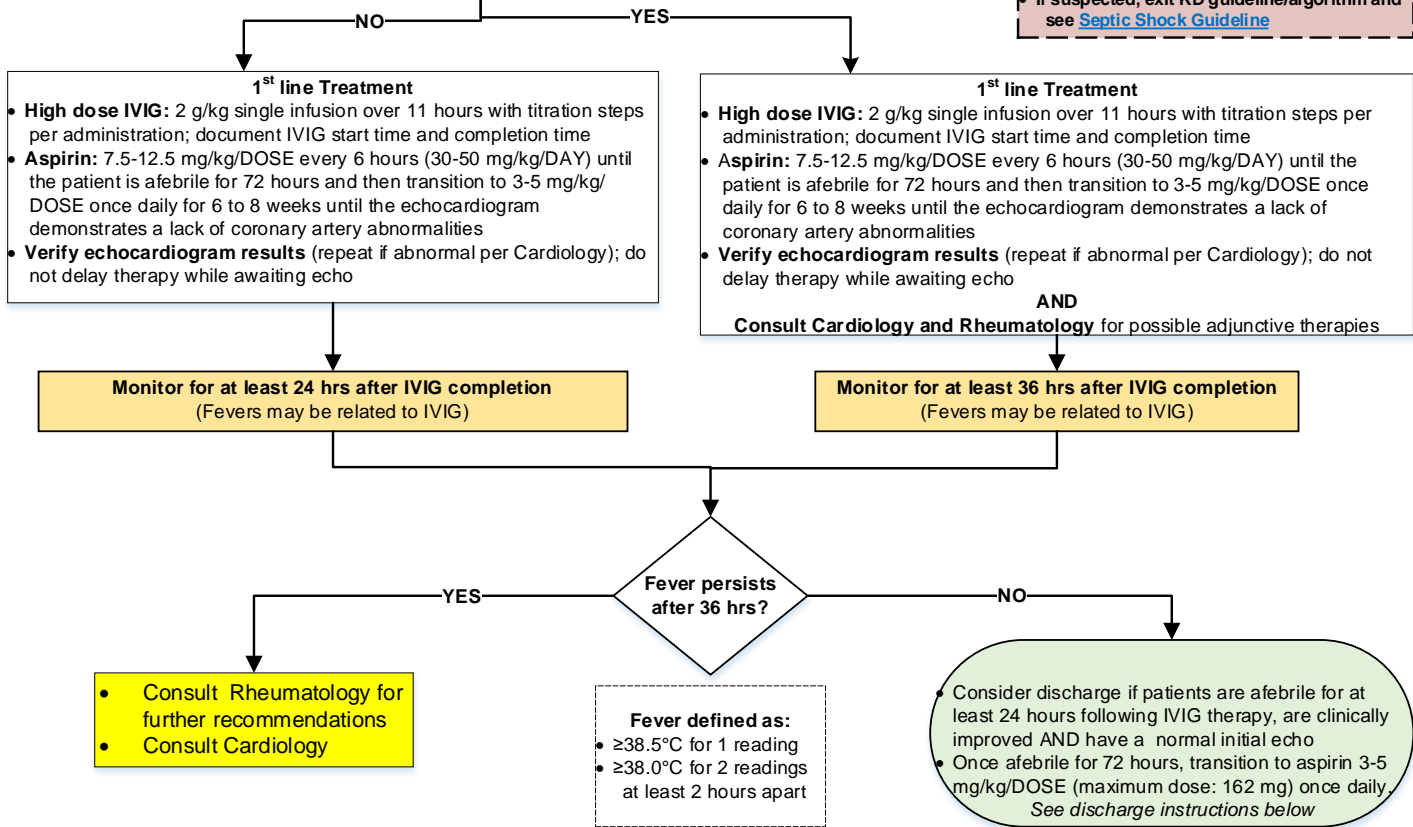 • If suspected, exit KD guideline/algorithm and
see Septic Shock Guideline
NO
YES
1st line Treatment
• High dose IVIG: 2 g/kg single infusion over 11 hours with titration steps
per administration; document IVIG start time and completion time
• Aspirin: 7.5-12.5 mg/kg/DOSE every 6 hours (30-50 mg/kg/DAY) until
the patient is afebrile for 72 hours and then transition to 3-5 mg/kg/
DOSE once daily for 6 to 8 weeks until the echocardiogram
demonstrates a lack of coronary artery abnormalities
• Verify echocardiogram results (repeat if abnormal per Cardiology); do
not delay therapy while awaiting echo
1st line Treatment
• High dose IVIG: 2 g/kg single infusion over 11 hours with titration steps per
administration; document IVIG start time and completion time
• Aspirin: 7.5-12.5 mg/kg/DOSE every 6 hours (30-50 mg/kg/DAY) until the
patient is afebrile for 72 hours and then transition to 3-5 mg/kg/DOSE once
daily for 6 to 8 weeks until the echocardiogram demonstrates a lack of
coronary artery abnormalities
• Verify echocardiogram results (repeat if abnormal per Cardiology); do not
delay therapy while awaiting echo
AND
Consult Cardiology and Rheumatology for possible adjunctive therapies
Monitor for at least 24 hrs after IVIG completion
(Fevers may be related to IVIG)
Monitor for at least 36 hrs after IVIG completion
(Fevers may be related to IVIG)
Fever persists
after 36 hrs?
YES
NO
• Consult Rheumatology for
further recommendations
• Consult Cardiology
Fever defined as:
• ≥38.5°C for 1 reading
• ≥38.0°C for 2 readings
at least 2 hours apart
• Consider discharge if patients are afebrile for at
least 24 hours following IVIG therapy, are clinically
improved AND have a normal initial echo
• Once afebrile for 72 hours, transition to aspirin 3-5
mg/kg/DOSE (maximum dose: 162 mg) once daily.
See discharge instructions below